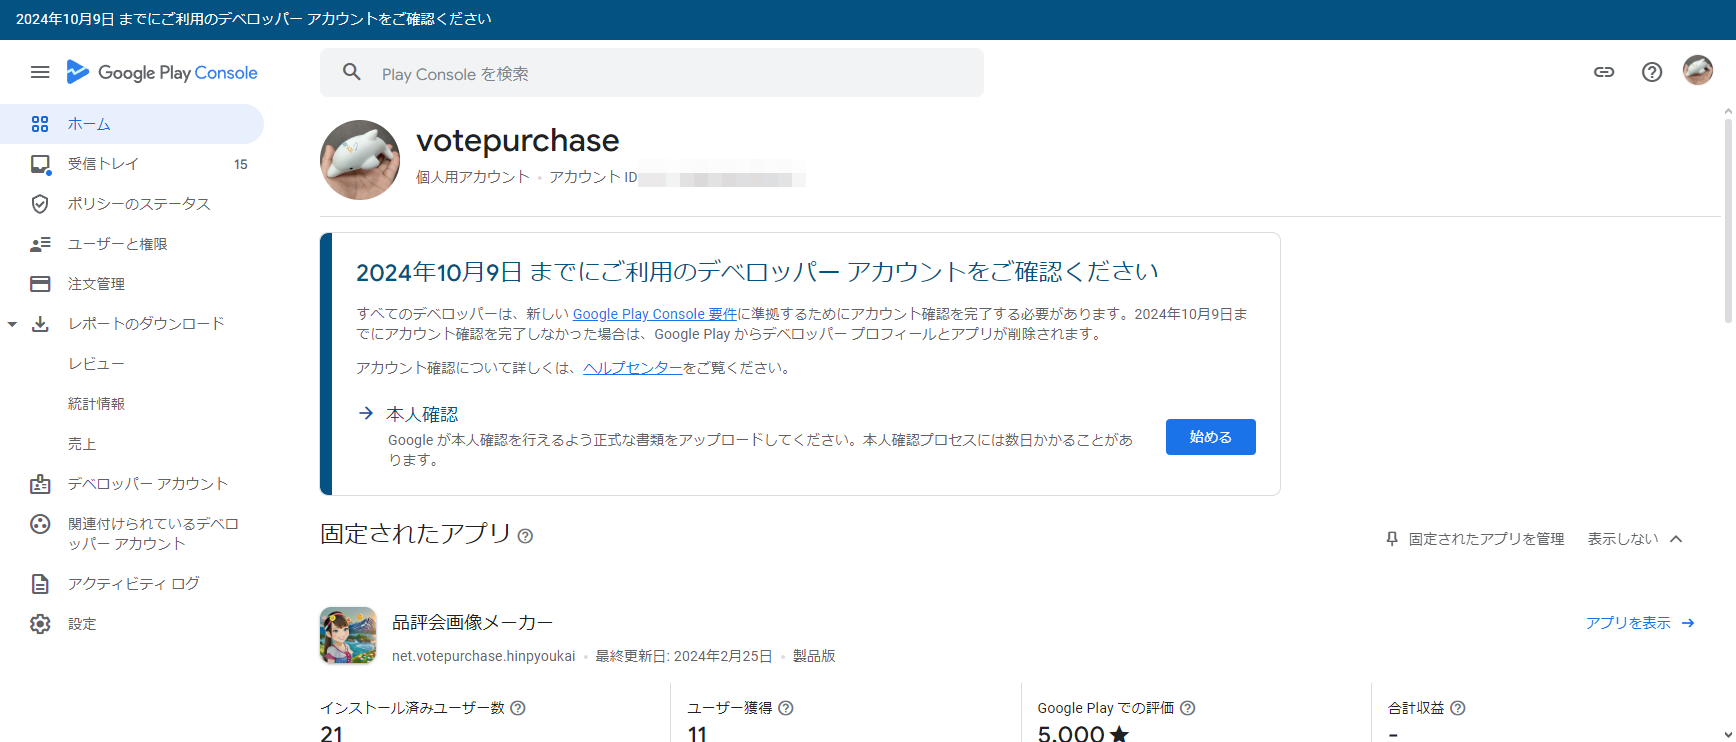 2024年10月9日 までにご利用のデベロッパー アカウントをご確認ください
Google Play Console
Play Console を検索
ホーム
受信トレイ 15
ポリシーのステータス
ユーザーと権限
注文管理
レポートのダウンロード
レビュー
統計情報
売上
デベロッパー アカウント
関連付けられているデベロ
ッパー アカウント
アクティビティ ログ
設定
votepurchase
個人用アカウント • アカウント ID
2024年10月9日 までにご利用のデベロッパー アカウントをご確認ください
すべてのデベロッパーは、新しい Google Play Console 要件に準拠するためにアカウント確認を完了する必要があります。2024年10月9日ま
でにアカウント確認を完了しなかった場合は、Google Play からデベロッパー プロフィールとアプリが削除されます。
アカウント確認について詳しくは、ヘルプセンターをご覧ください。
本人確認
Google が本人確認を行えるよう正式な書類をアップロードしてください。本人確認プロセスには数日かかることがあ
ります。
始める
固定されたアプリ
固定されたアプリを管理 表示しない
品評会画像メーカー
アプリを表示
net.votepurchase.hinpyoukai • 最終更新日: 2024年2月25日 • 製品版
インストール済みユーザー数 ユーザー獲得 Google Play での評価 合計収益
21 11 5.000★ -